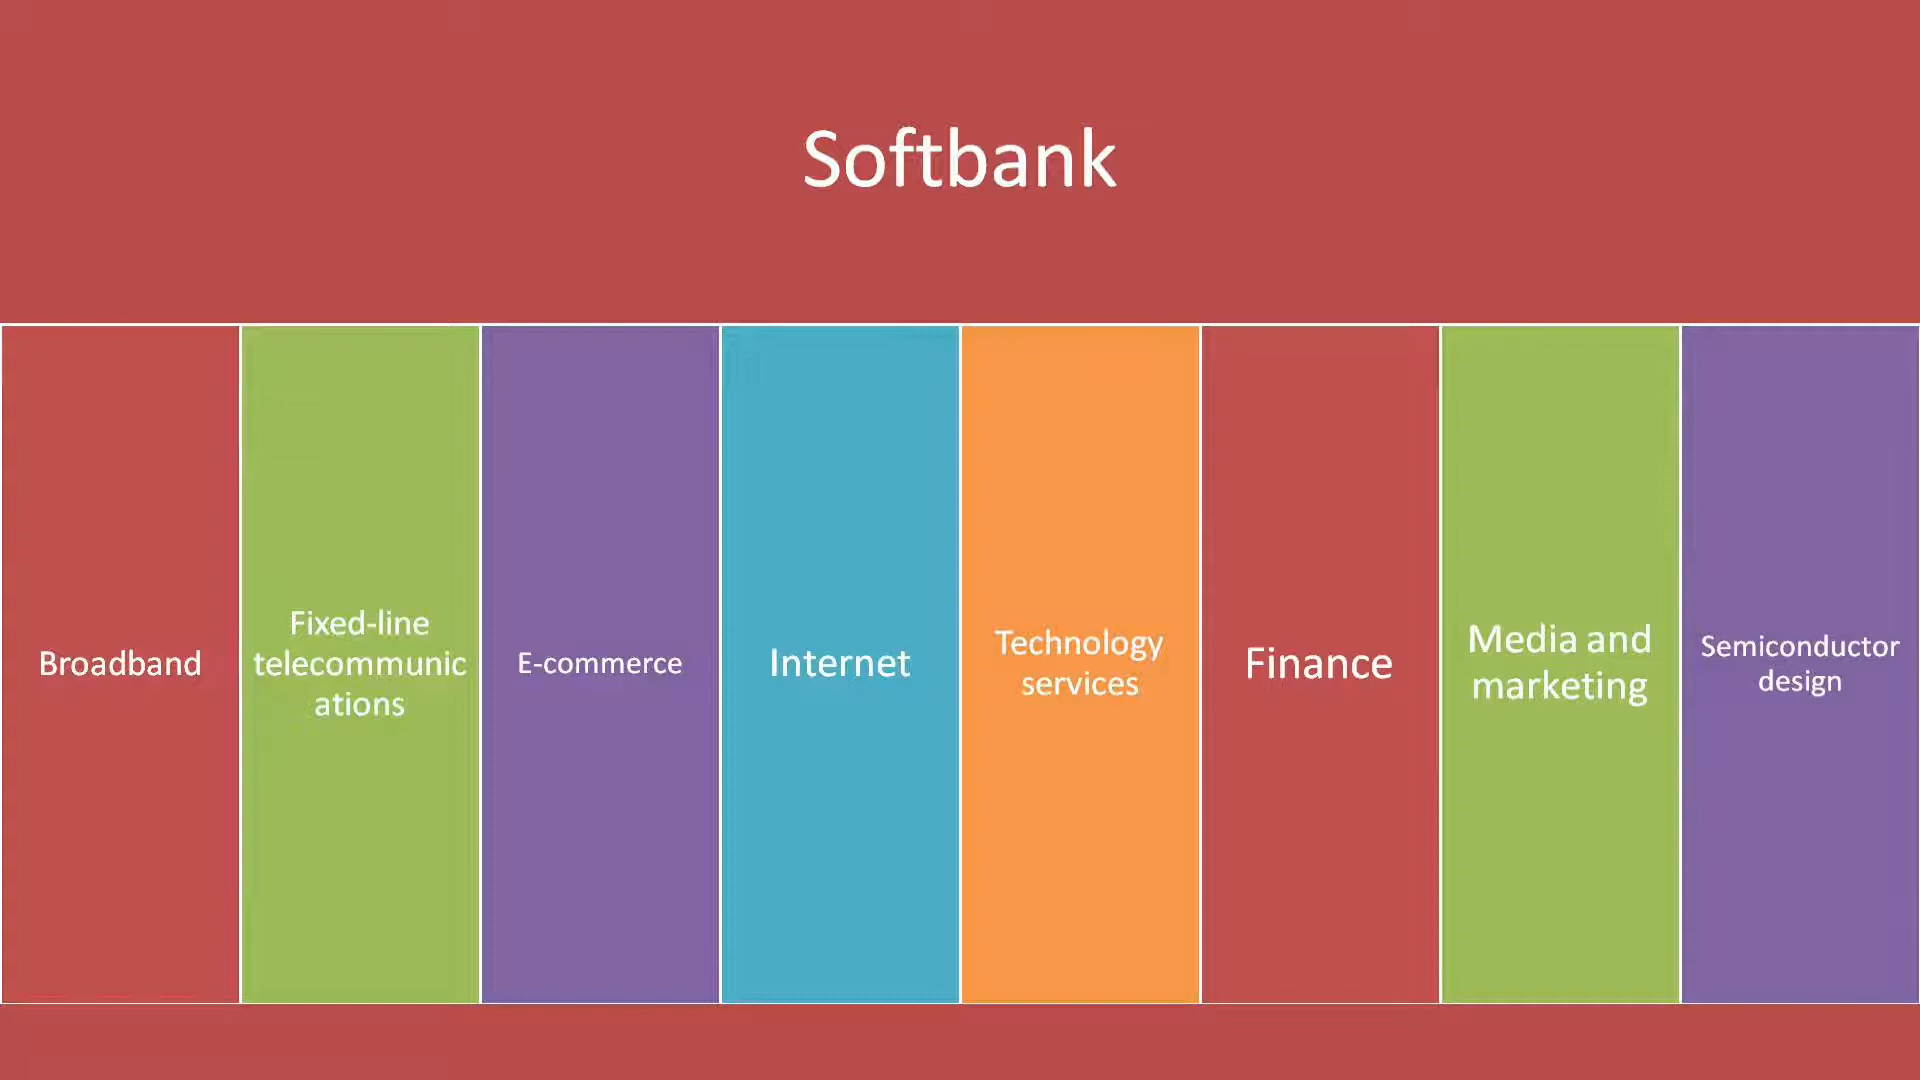 Softbank
Broadband
Fixed-line
telecommunic
ations
E-commerce
Internet
Technology
services
Finance
Media and
marketing
Semiconductor
design